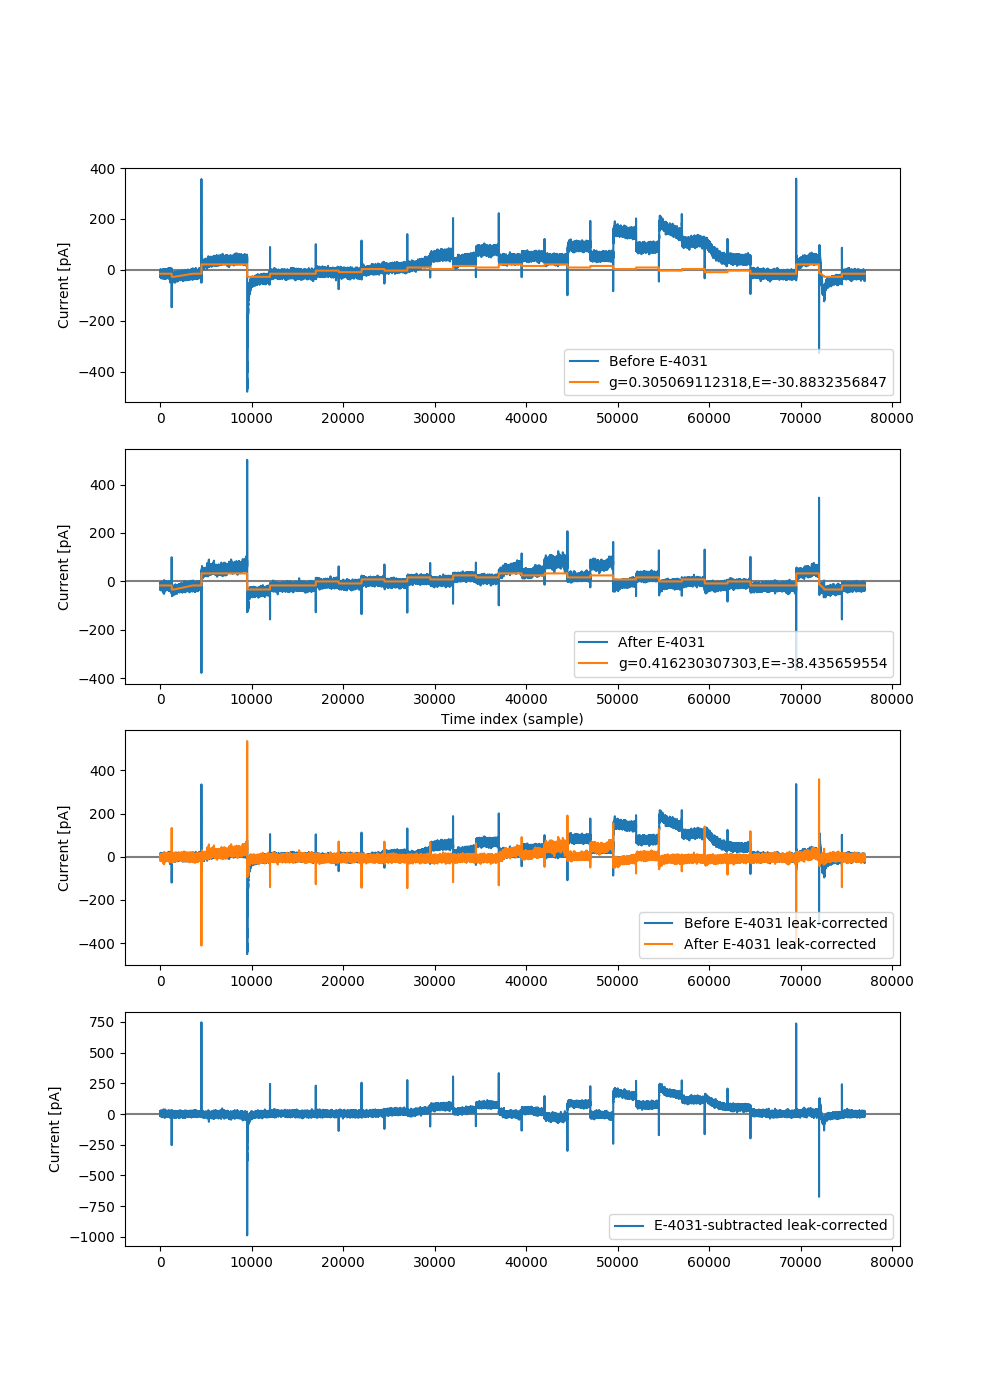 400
200
0
−200
−400
Current [pA]
Before E-4031
g=0.305069112318,E=-30.8832356847
0 10000 20000 30000 40000 50000 60000 70000 80000
400
200
0
−200
−400
Current [pA]
After E-4031
g=0.416230307303,E=-38.435659554
0 10000 20000 30000 40000 50000 60000 70000 80000
Time index (sample)
400
200
0
−200
−400
Current [pA]
Before E-4031 leak-corrected
After E-4031 leak-corrected
0 10000 20000 30000 40000 50000 60000 70000 80000
750
500
250
0
−250
−500
−750
−1000
Current [pA]
E-4031-subtracted leak-corrected
0 10000 20000 30000 40000 50000 60000 70000 80000